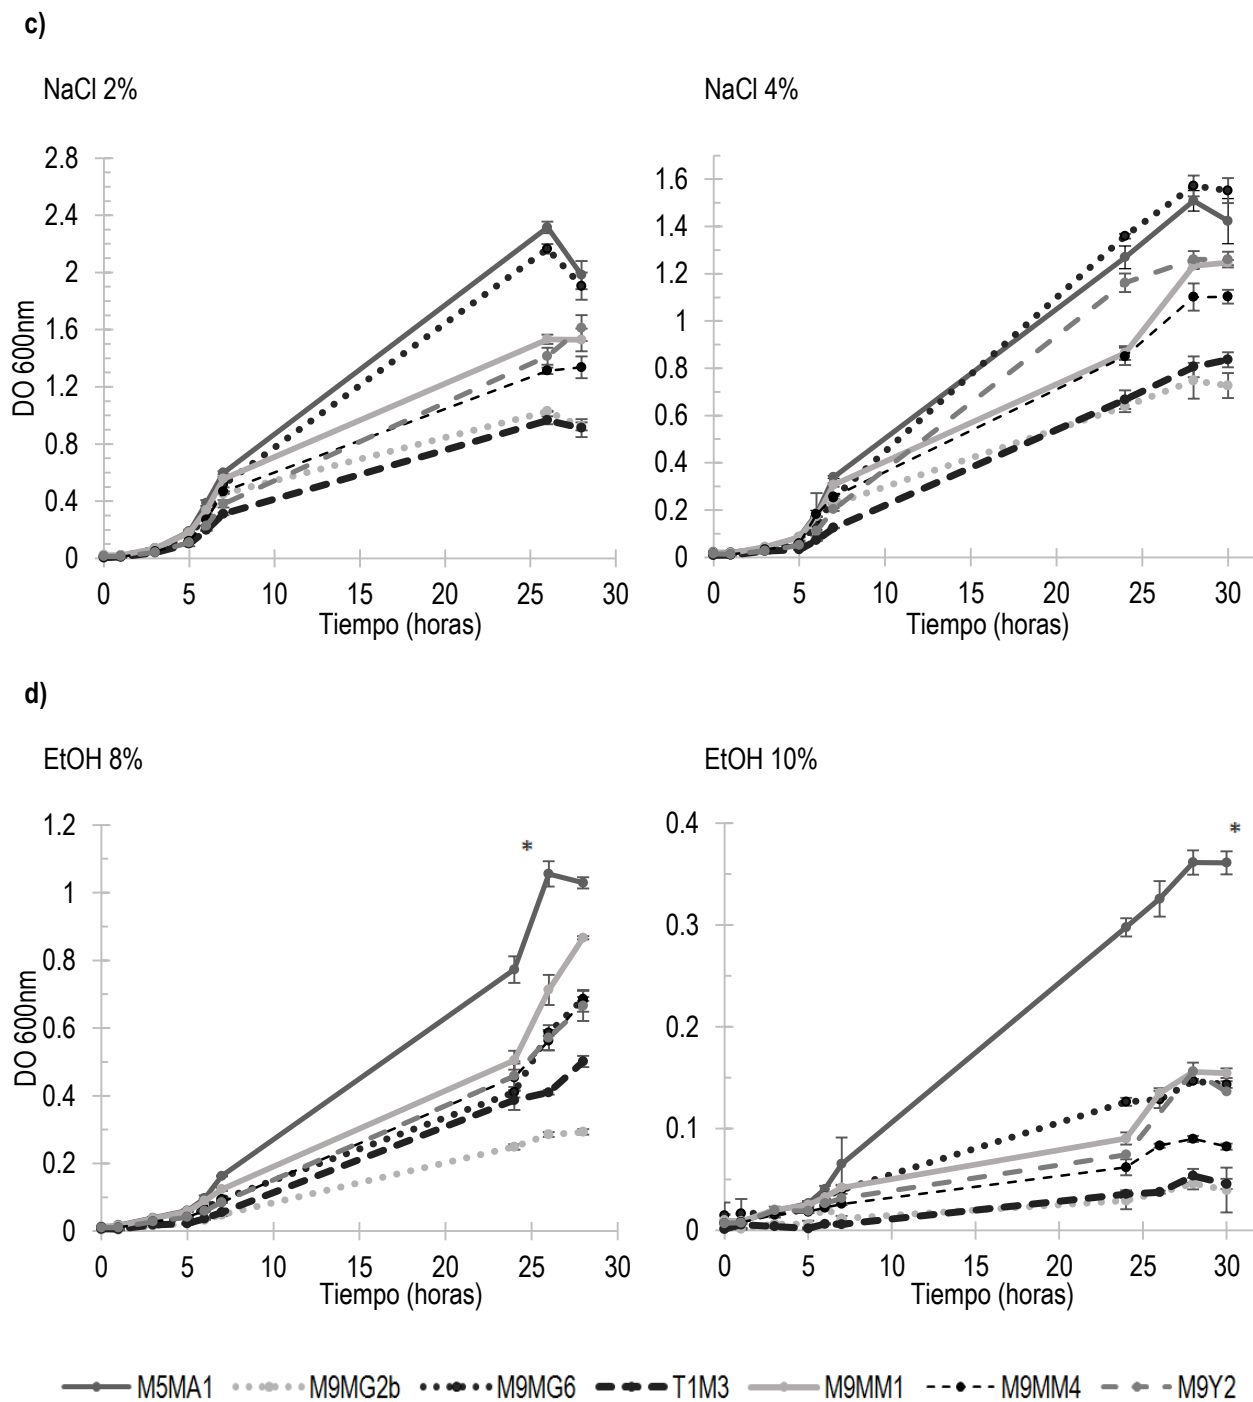 c)
NaCl 2%
NaCl 4%
2.8
2.4
2
1.6
1.2
0.8
0.4
0
DO 600nm
0 5 10 15 20 25 30
Tiempo (horas)
1.6
1.4
1.2
1
0.8
0.6
0.4
0.2
0
0 5 10 15 20 25 30
Tiempo (horas)
d)
EtOH 8%
EtOH 10%
1.2
1
0.8
0.6
0.4
0.2
0
DO 600nm
*
0 5 10 15 20 25 30
Tiempo (horas)
0.4
0.3
0.2
0.1
0
*
0 5 10 15 20 25 30
Tiempo (horas)
M5MA1 M9MG2b M9MG6 T1M3 M9MM1 M9MM4 M9Y2